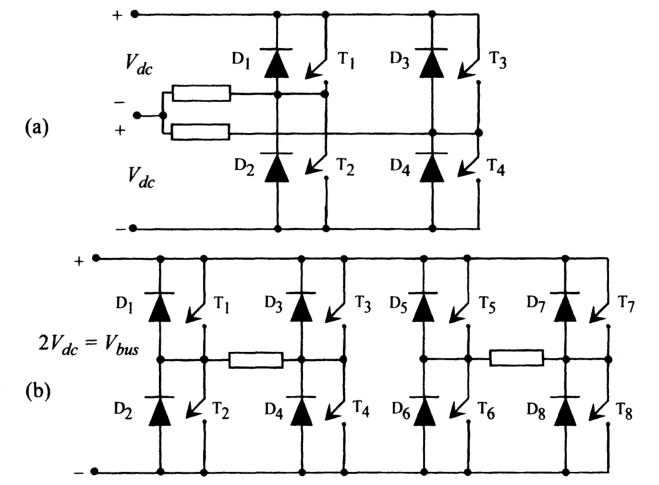 +
D1 T1 D3 T3
Vdc
−
(a)
+
D2 T2 D4 T4
Vdc
−
+
D1 T1 D3 T3 D5 T5 D7 T7
2Vdc = Vbus
(b)
D2 T2 D4 T4 D6 T6 D8 T8
−